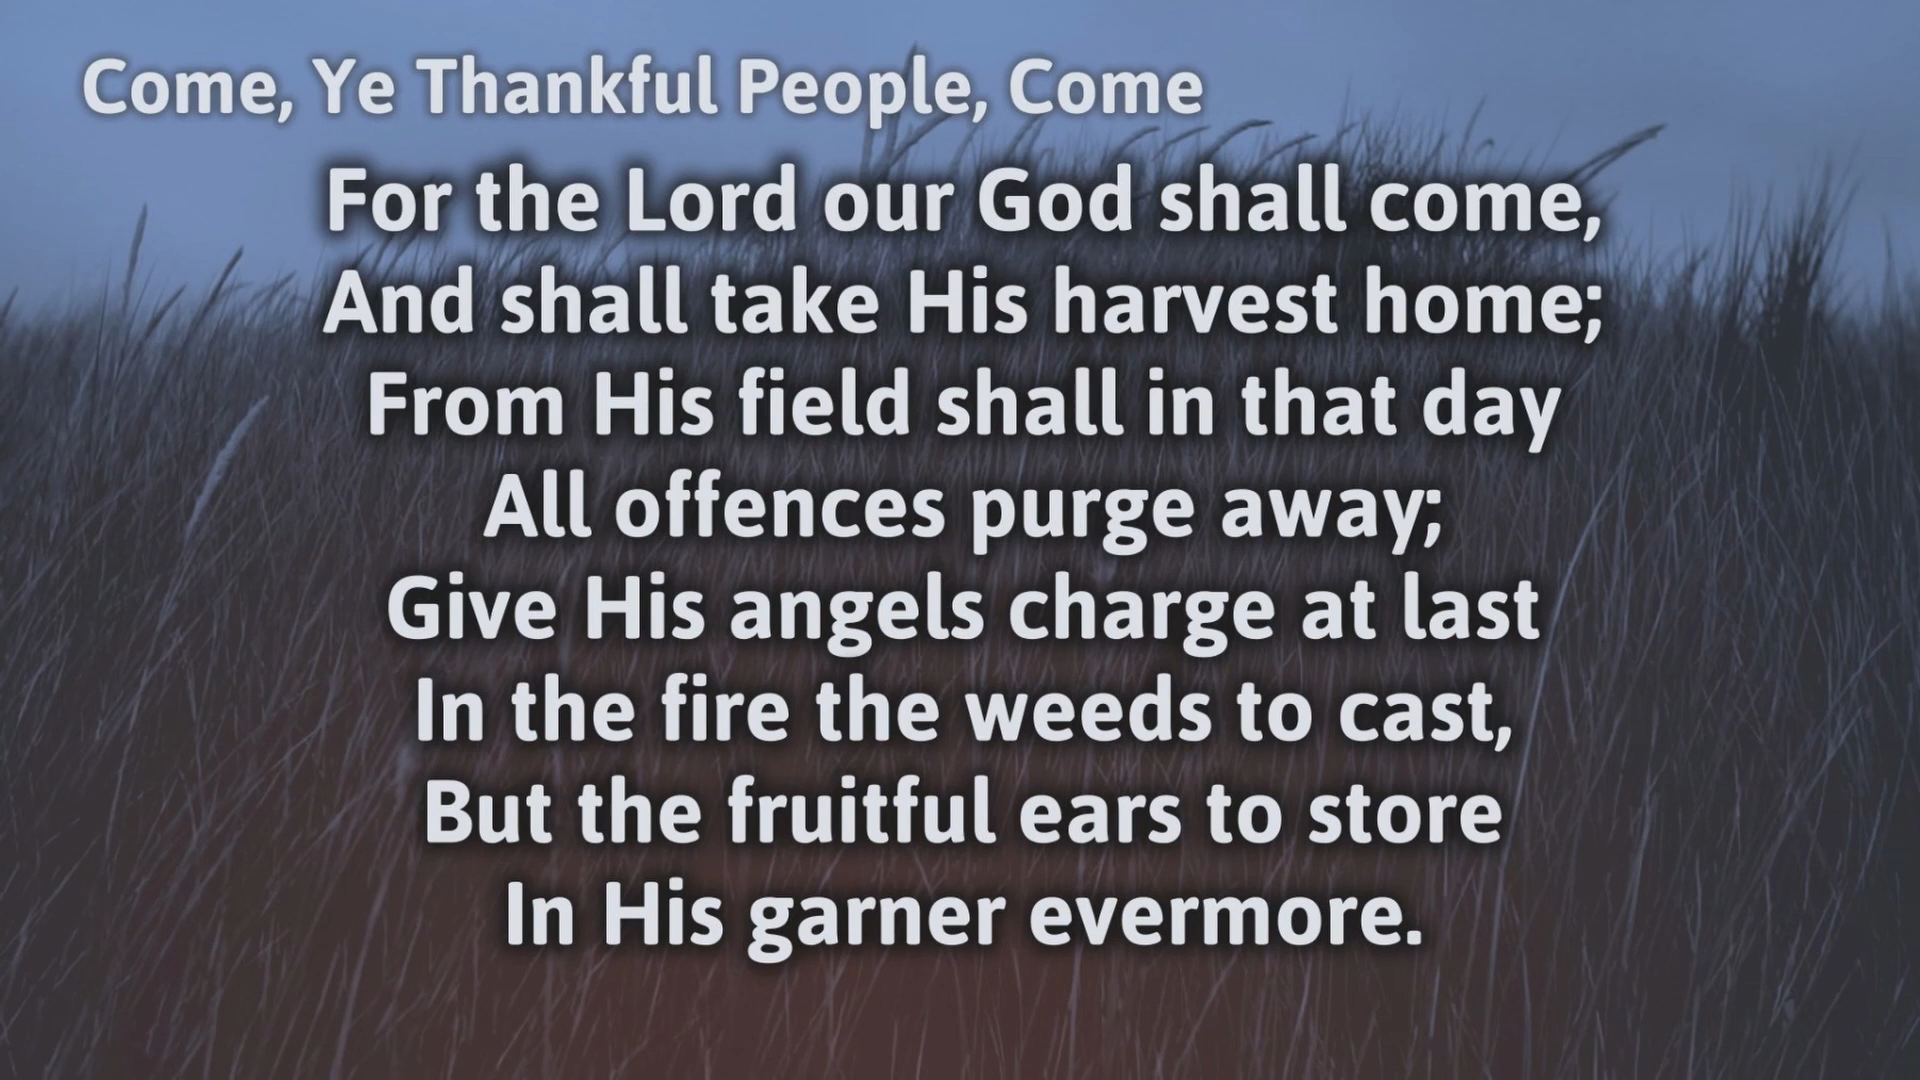 Come, Ye Thankful People, Come
For the Lord our God shall come,
And shall take His harvest home;
From His field shall in that day
All offences purge away;
Give His angels charge at last
In the fire the weeds to cast,
But the fruitful ears to store
In His garner evermore.